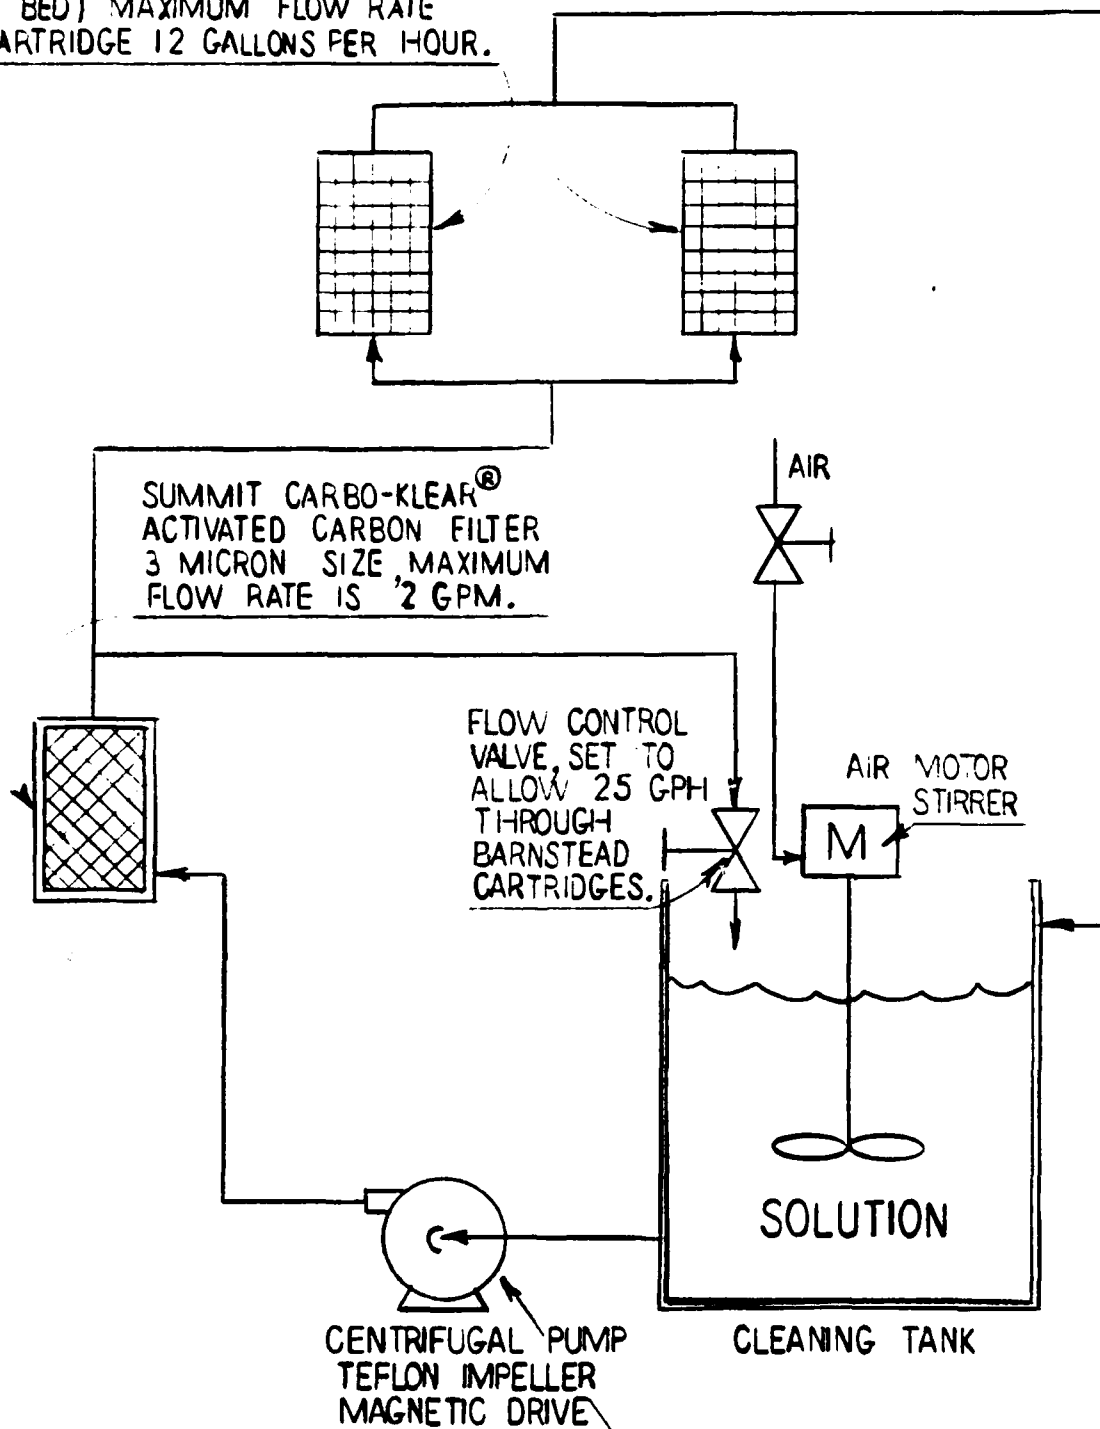 BED) MAXIMUM FLOW RATE
ARTRIDGE 12 GALLONS PER HOUR.
SUMMIT CARBO-KLEAR®
ACTIVATED CARBON FILTER
3 MICRON SIZE, MAXIMUM
FLOW RATE IS 2 GPM.
AIR
FLOW CONTROL
VALVE, SET TO
ALLOW 25 GPH
THROUGH
BARNSTEAD
CARTRIDGES.
AIR MOTOR
STIRRER
M
SOLUTION
CENTRIFUGAL PUMP
TEFLON IMPELLER
MAGNETIC DRIVE
CLEANING TANK